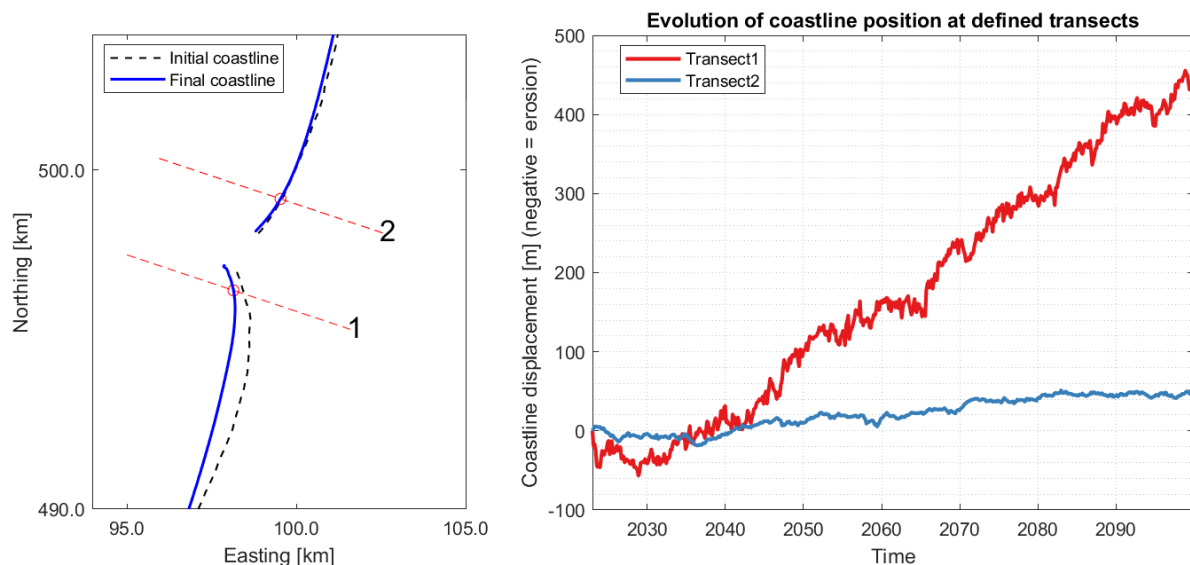 Initial coastline
Final coastline
500.0
490.0
95.0
100.0
105.0
Northing [km]
Easting [km]
2
1
Evolution of coastline position at defined transects
Transect1
Transect2
500
400
300
200
100
0
-100
2030
2040
2050
2060
2070
2080
2090
Coastline displacement [m] (negative = erosion)
Time